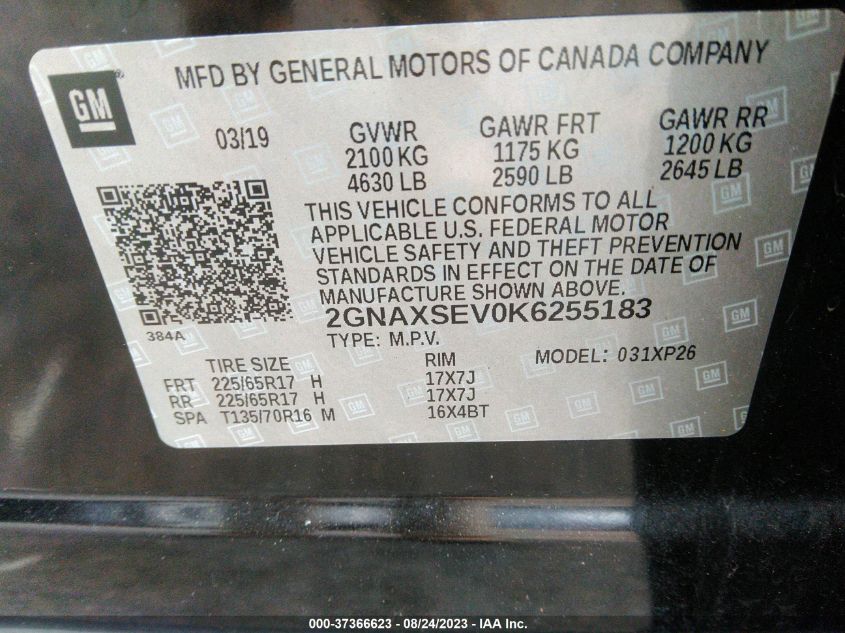 GM
MFD BY GENERAL MOTORS OF CANADA COMPANY
03/19
GVWR GAWR FRT GAWR RR
2100 KG 1175 KG 1200 KG
4630 LB 2590 LB 2645 LB
THIS VEHICLE CONFORMS TO ALL
APPLICABLE U.S. FEDERAL MOTOR
VEHICLE SAFETY AND THEFT PREVENTION
STANDARDS IN EFFECT ON THE DATE OF
MANUFACTURE SHOWN ABOVE.
2GNAXSEV0K6255183
384A
TYPE: M.P.V.
TIRE SIZE RIM MODEL: 031XP26
FRT 225/65R17 H 17X7J
RR 225/65R17 H 17X7J
SPA T135/70R16 M 16X4BT
000-37366623 - 08/24/2023 - IAA Inc.